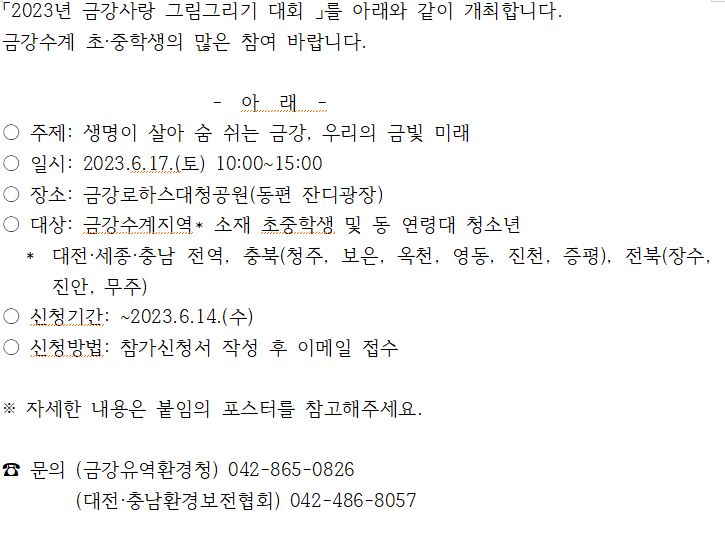 「2023년 금강사랑 그림그리기 대회 」를 아래와 같이 개최합니다.
금강수계 초·중학생의 많은 참여 바랍니다.
- 아 래 -
○ 주제: 생명이 살아 숨 쉬는 금강, 우리의 금빛 미래
○ 일시: 2023.6.17.(토) 10:00~15:00
○ 장소: 금강로하스대청공원(동편 잔디광장)
○ 대상: 금강수계지역* 소재 초중학생 및 동 연령대 청소년
* 대전·세종·충남 전역, 충북(청주, 보은, 옥천, 영동, 진천, 증평), 전북(장수,
진안, 무주)
○ 신청기간: ~2023.6.14.(수)
○ 신청방법: 참가신청서 작성 후 이메일 접수
※ 자세한 내용은 붙임의 포스터를 참고해주세요.
☎ 문의 (금강유역환경청) 042-865-0826
(대전·충남환경보전협회) 042-486-8057